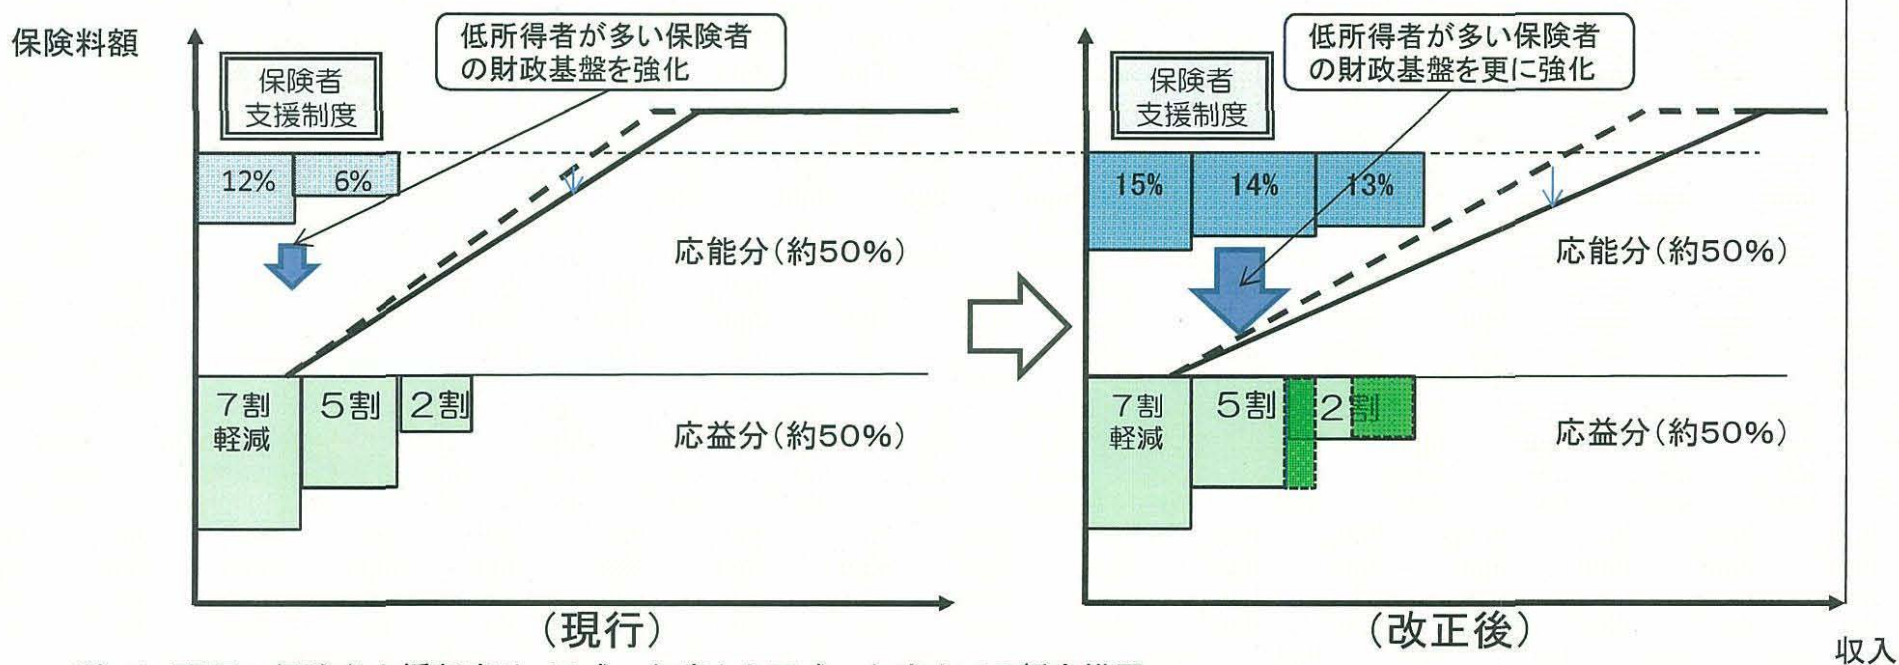 保険料額
保険者
支援制度
低所得者が多い保険者
の財政基盤を強化
12%
6%
応能分(約50%)
7割
軽減
5割
2割
応益分(約50%)
(現行)
保険者
支援制度
低所得者が多い保険者
の財政基盤を更に強化
15%
14%
13%
応能分(約50%)
7割
軽減
5割
2割
応益分(約50%)
(改正後)
収入